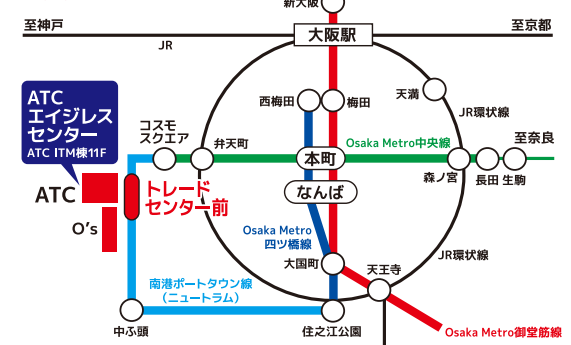 新大阪
至神戸
至京都
大阪駅
JR
ATC
エイジレス
センター
ATC ITM棟11F
西梅田
梅田
天満
JR環状線
コスモ
スクエア
弁天町
本町
Osaka Metro中央線
至奈良
森ノ宮
長田
生駒
ATC
トレード
センター前
なんば
O's
Osaka Metro
四ツ橋線
JR環状線
大国町
天王寺
南港ポートタウン線
（ニュートラム）
中ふ頭
住之江公園
Osaka Metro御堂筋線